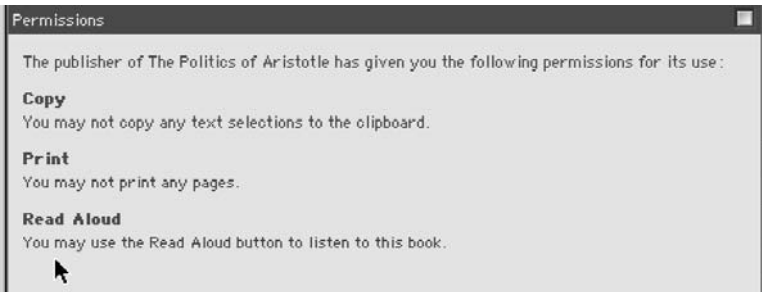 Permissions
The publisher of The Politics of Aristotle has given you the following permissions for its use:
Copy
You may not copy any text selections to the clipboard.
Print
You may not print any pages.
Read Aloud
You may use the Read Aloud button to listen to this book.